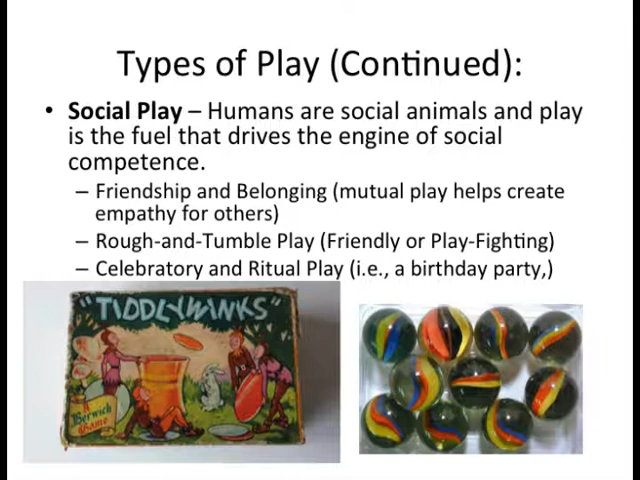 Types of Play (Continued):
• Social Play – Humans are social animals and play
is the fuel that drives the engine of social
competence.
– Friendship and Belonging (mutual play helps create
empathy for others)
– Rough-and-Tumble Play (Friendly or Play-Fighting)
– Celebratory and Ritual Play (i.e., a birthday party,)
"TIDDLYWINKS"
A
Berwick
Game